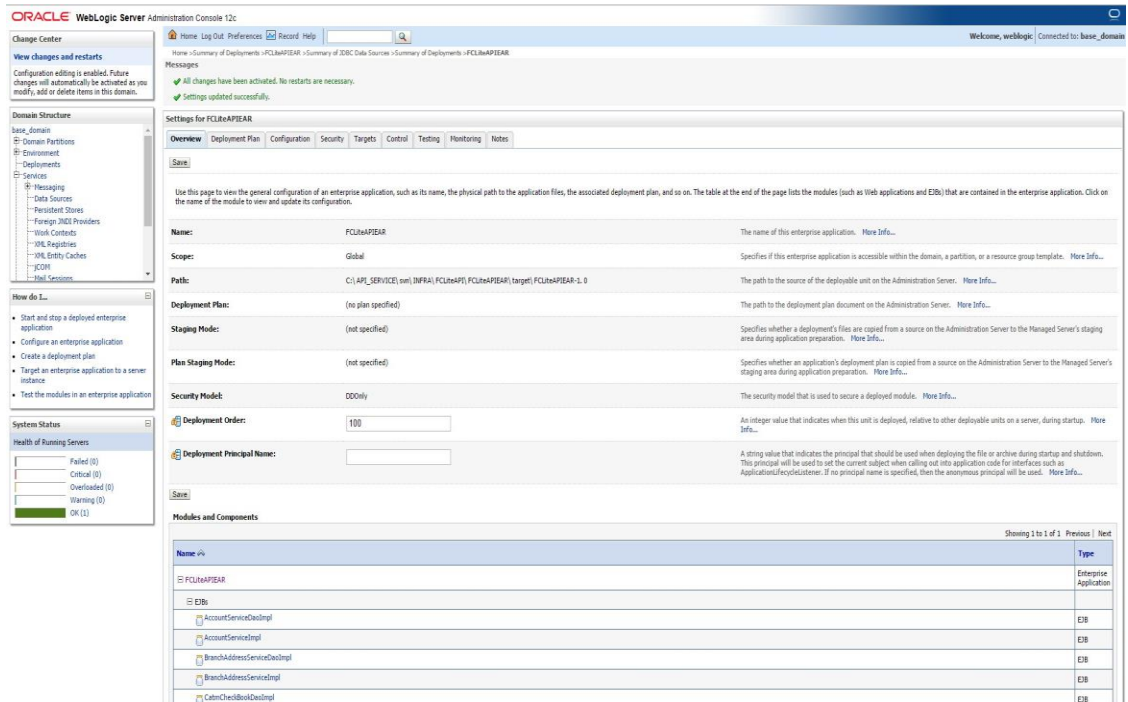 ORACLE WebLogic Server Administration Console 12c
Change Center
View changes and restarts
Configuration editing is enabled. Future
changes will automatically be activated as you
modify, add or delete items in this domain.
Domain Structure
base_domain
Domain Partitions
Environment
Deployments
Services
Messaging
Data Sources
Persistent Stores
Foreign JNDI Providers
Work Contexts
XML Registries
XML Entity Caches
jCOM
Mail Sessions
How do I...
Start and stop a deployed enterprise
application
Configure an enterprise application
Create a deployment plan
Target an enterprise application to a server
instance
Test the modules in an enterprise application
System Status
Health of Running Servers
Failed (0)
Critical (0)
Overloaded (0)
Warning (0)
OK (1)
Home Log Out Preferences Record Help
Welcome, weblogic Connected to: base_domain
Home >Summary of Deployments >FCLiteAPIEAR >Summary of JDBC Data Sources >Summary of Deployments >FCLiteAPIEAR
Messages
All changes have been activated. No restarts are necessary.
Settings updated successfully.
Settings for FCLiteAPIEAR
Overview Deployment Plan Configuration Security Targets Control Testing Monitoring Notes
Save
Use this page to view the general configuration of an enterprise application, such as its name, the physical path to the application files, the associated deployment plan, and so on. The table at the end of the page lists the modules (such as Web applications and EJBs) that are contained in the enterprise application. Click on
the name of the module to view and update its configuration.
Name: FCLiteAPIEAR The name of this enterprise application. More Info...
Scope: Global Specifies if this enterprise application is accessible within the domain, a partition, or a resource group template. More Info...
Path: C:\ API_SERVICE\ svn\ INFRA\ FCLiteAPI\ FCLiteAPIEAR\ target\ FCLiteAPIEAR-1. 0 The path to the source of the deployable unit on the Administration Server. More Info...
Deployment Plan: (no plan specified) The path to the deployment plan document on the Administration Server. More Info...
Staging Mode: (not specified) Specifies whether a deployment's files are copied from a source on the Administration Server to the Managed Server's staging
area during application preparation. More Info...
Plan Staging Mode: (not specified) Specifies whether an application's deployment plan is copied from a source on the Administration Server to the Managed Server's
staging area during application preparation. More Info...
Security Model: DDOnly The security model that is used to secure a deployed module. More Info...
Deployment Order: 100 An integer value that indicates when this unit is deployed, relative to other deployable units on a server, during startup. More
Info...
Deployment Principal Name: A string value that indicates the principal that should be used when deploying the file or archive during startup and shutdown.
This principal will be used to set the current subject when calling out into application code for interfaces such as
ApplicationLifecycleListener. If no principal name is specified, then the anonymous principal will be used. More Info...
Save
Modules and Components
Showing 1 to 1 of 1 Previous | Next
Name Type
FCLiteAPIEAR Enterprise
Application
EJBs
AccountServiceDaoImpl EJB
AccountServiceImpl EJB
BranchAddressServiceDaoImpl EJB
BranchAddressServiceImpl EJB
CatmCheckBookDaoImpl EJB